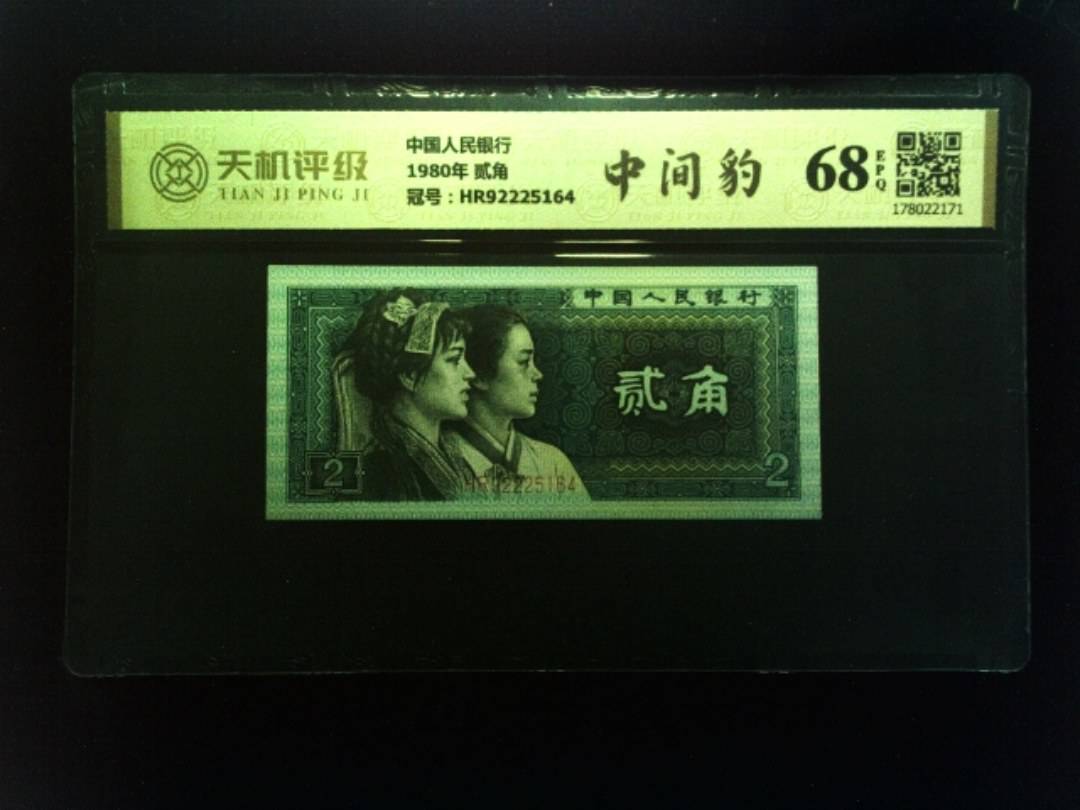 天机评级
TIAN JI PING JI
中国人民银行
1980年 贰角
冠号：HR92225164
中间豹
68
EPQ
178022171
中国人民银行
贰角
2
HR92225164
2